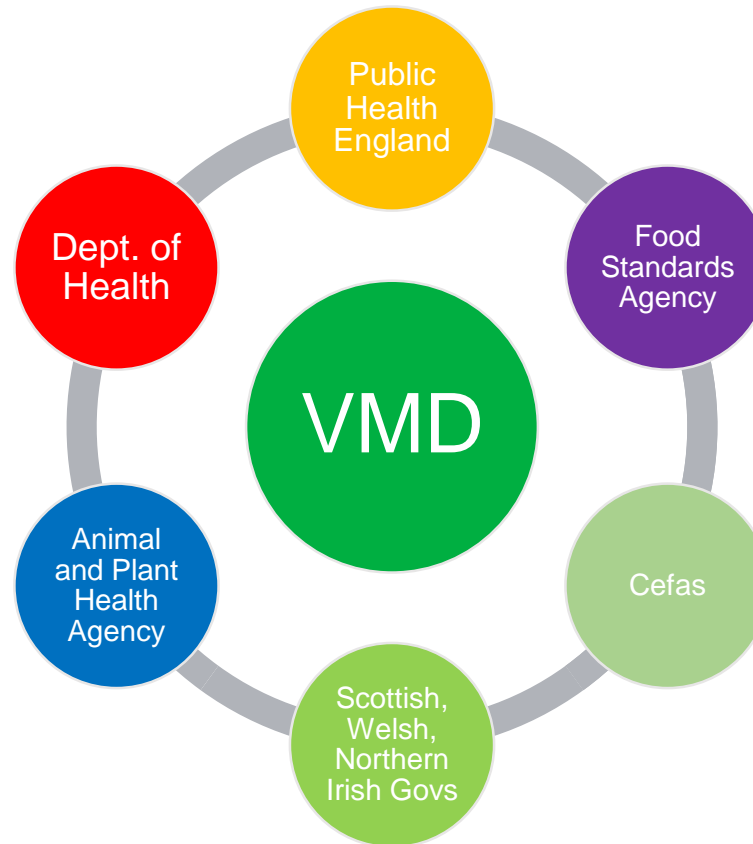 Public
Health
England
Food
Standards
Agency
Dept. of
Health
VMD
Animal
and Plant
Health
Agency
Cefas
Scottish,
Welsh,
Northern
Irish Govs